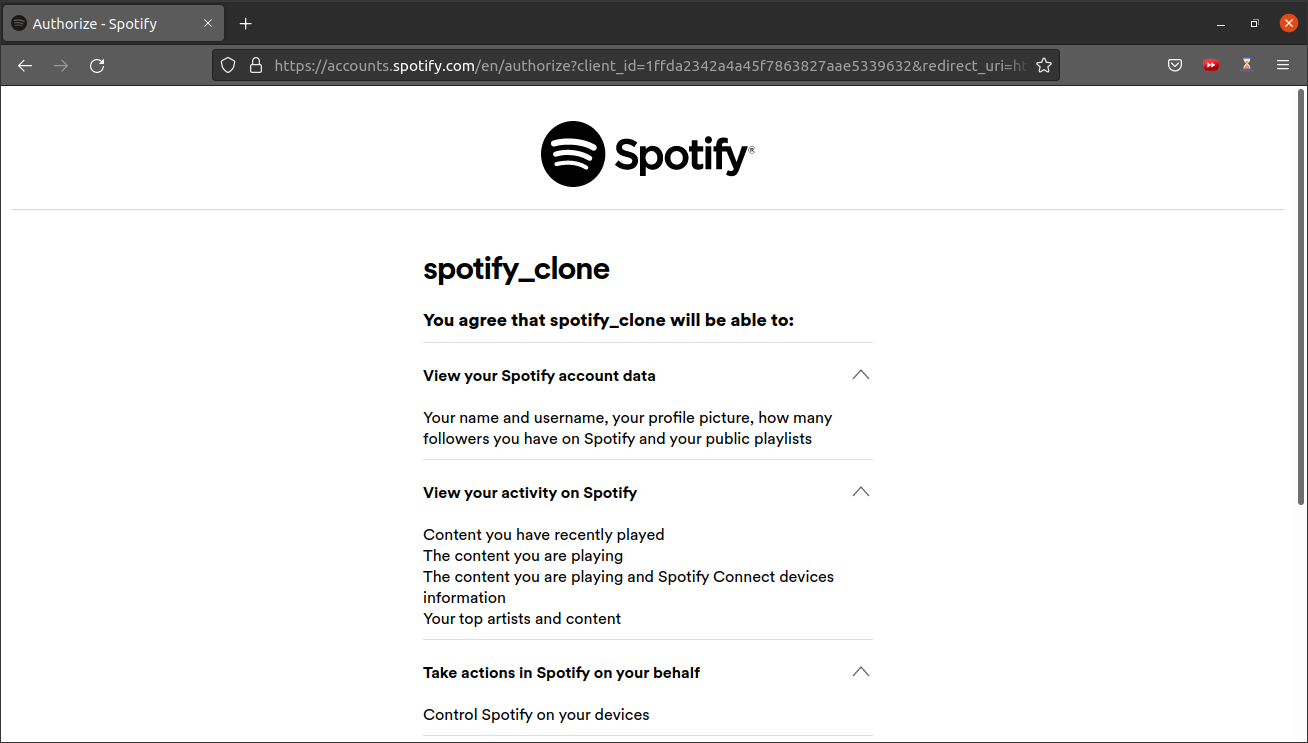 Authorize - Spotify
https://accounts.spotify.com/en/authorize?client_id=1ffda2342a4a45f7863827aae5339632&redirect_uri=ht
Spotify®
spotify_clone
You agree that spotify_clone will be able to:
View your Spotify account data
Your name and username, your profile picture, how many
followers you have on Spotify and your public playlists
View your activity on Spotify
Content you have recently played
The content you are playing
The content you are playing and Spotify Connect devices
information
Your top artists and content
Take actions in Spotify on your behalf
Control Spotify on your devices